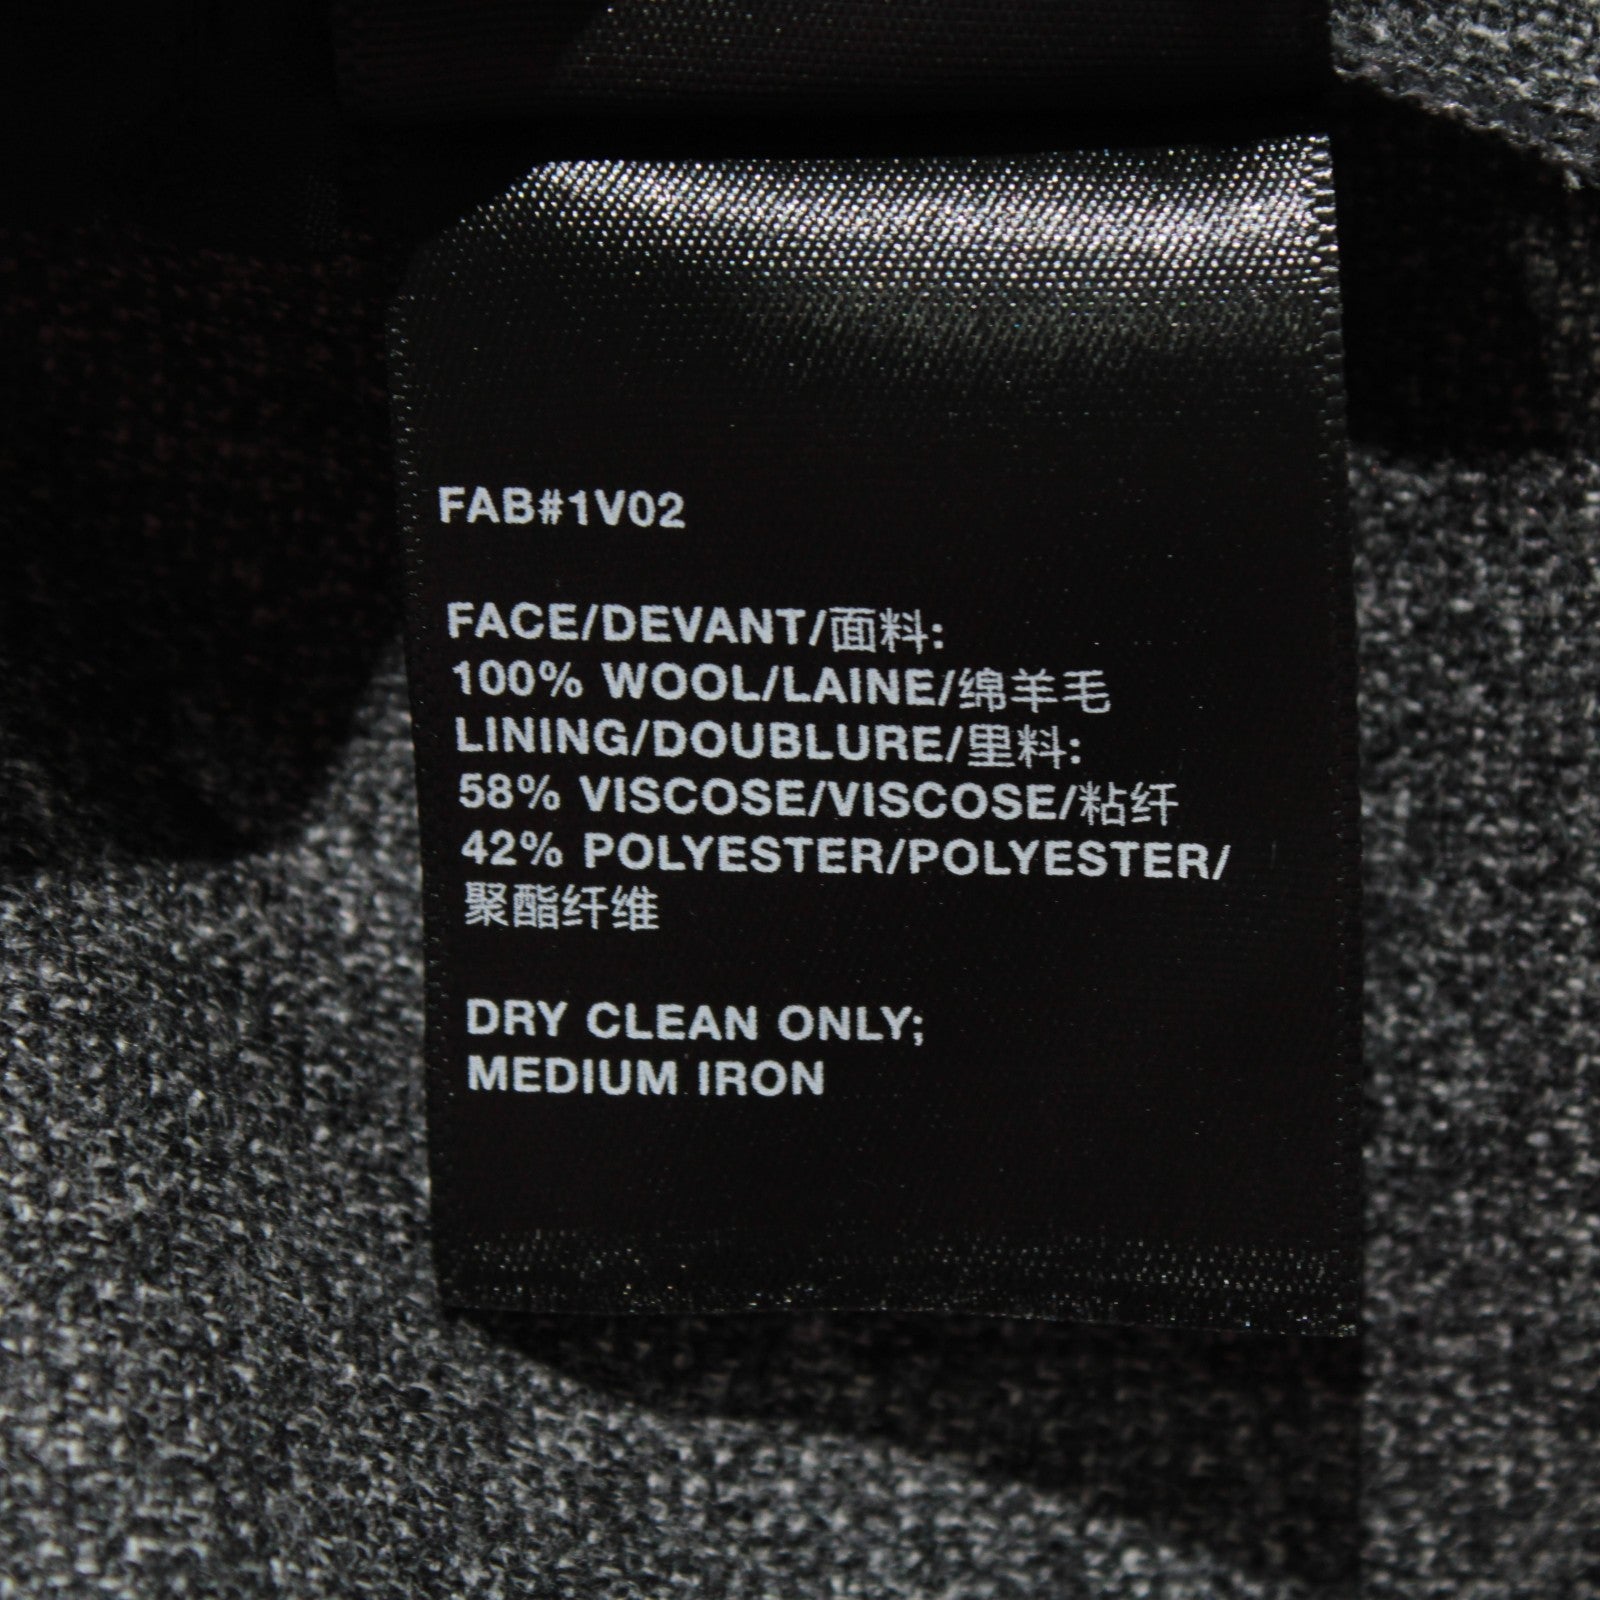 FAB#1V02
FACE/DEVANT/面料:
100% WOOL/LAINE/绵羊毛
LINING/DOUBLURE/里料:
58% VISCOSE/VISCOSE/粘纤
42% POLYESTER/POLYESTER/
聚酯纤维
DRY CLEAN ONLY;
MEDIUM IRON